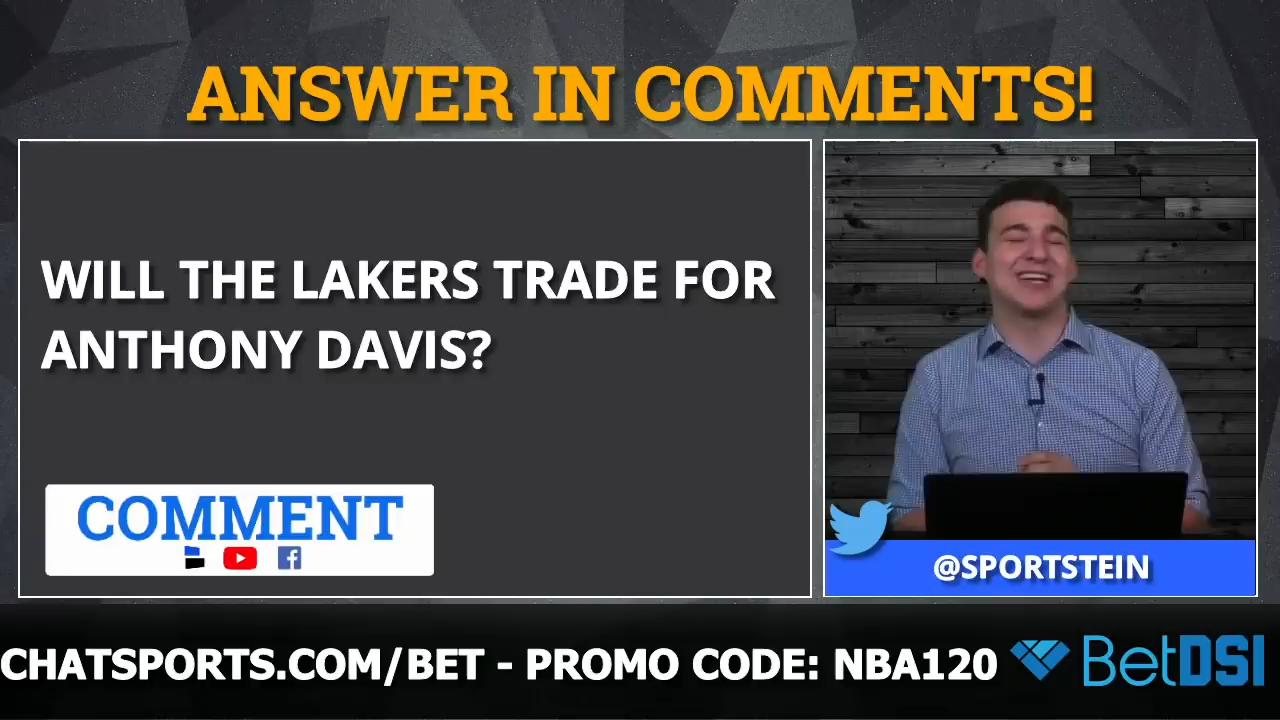 ANSWER IN COMMENTS!
WILL THE LAKERS TRADE FOR
ANTHONY DAVIS?
COMMENT
@SPORTSTEIN
CHATSPORTS.COM/BET - PROMO CODE: NBA120 BetDSI